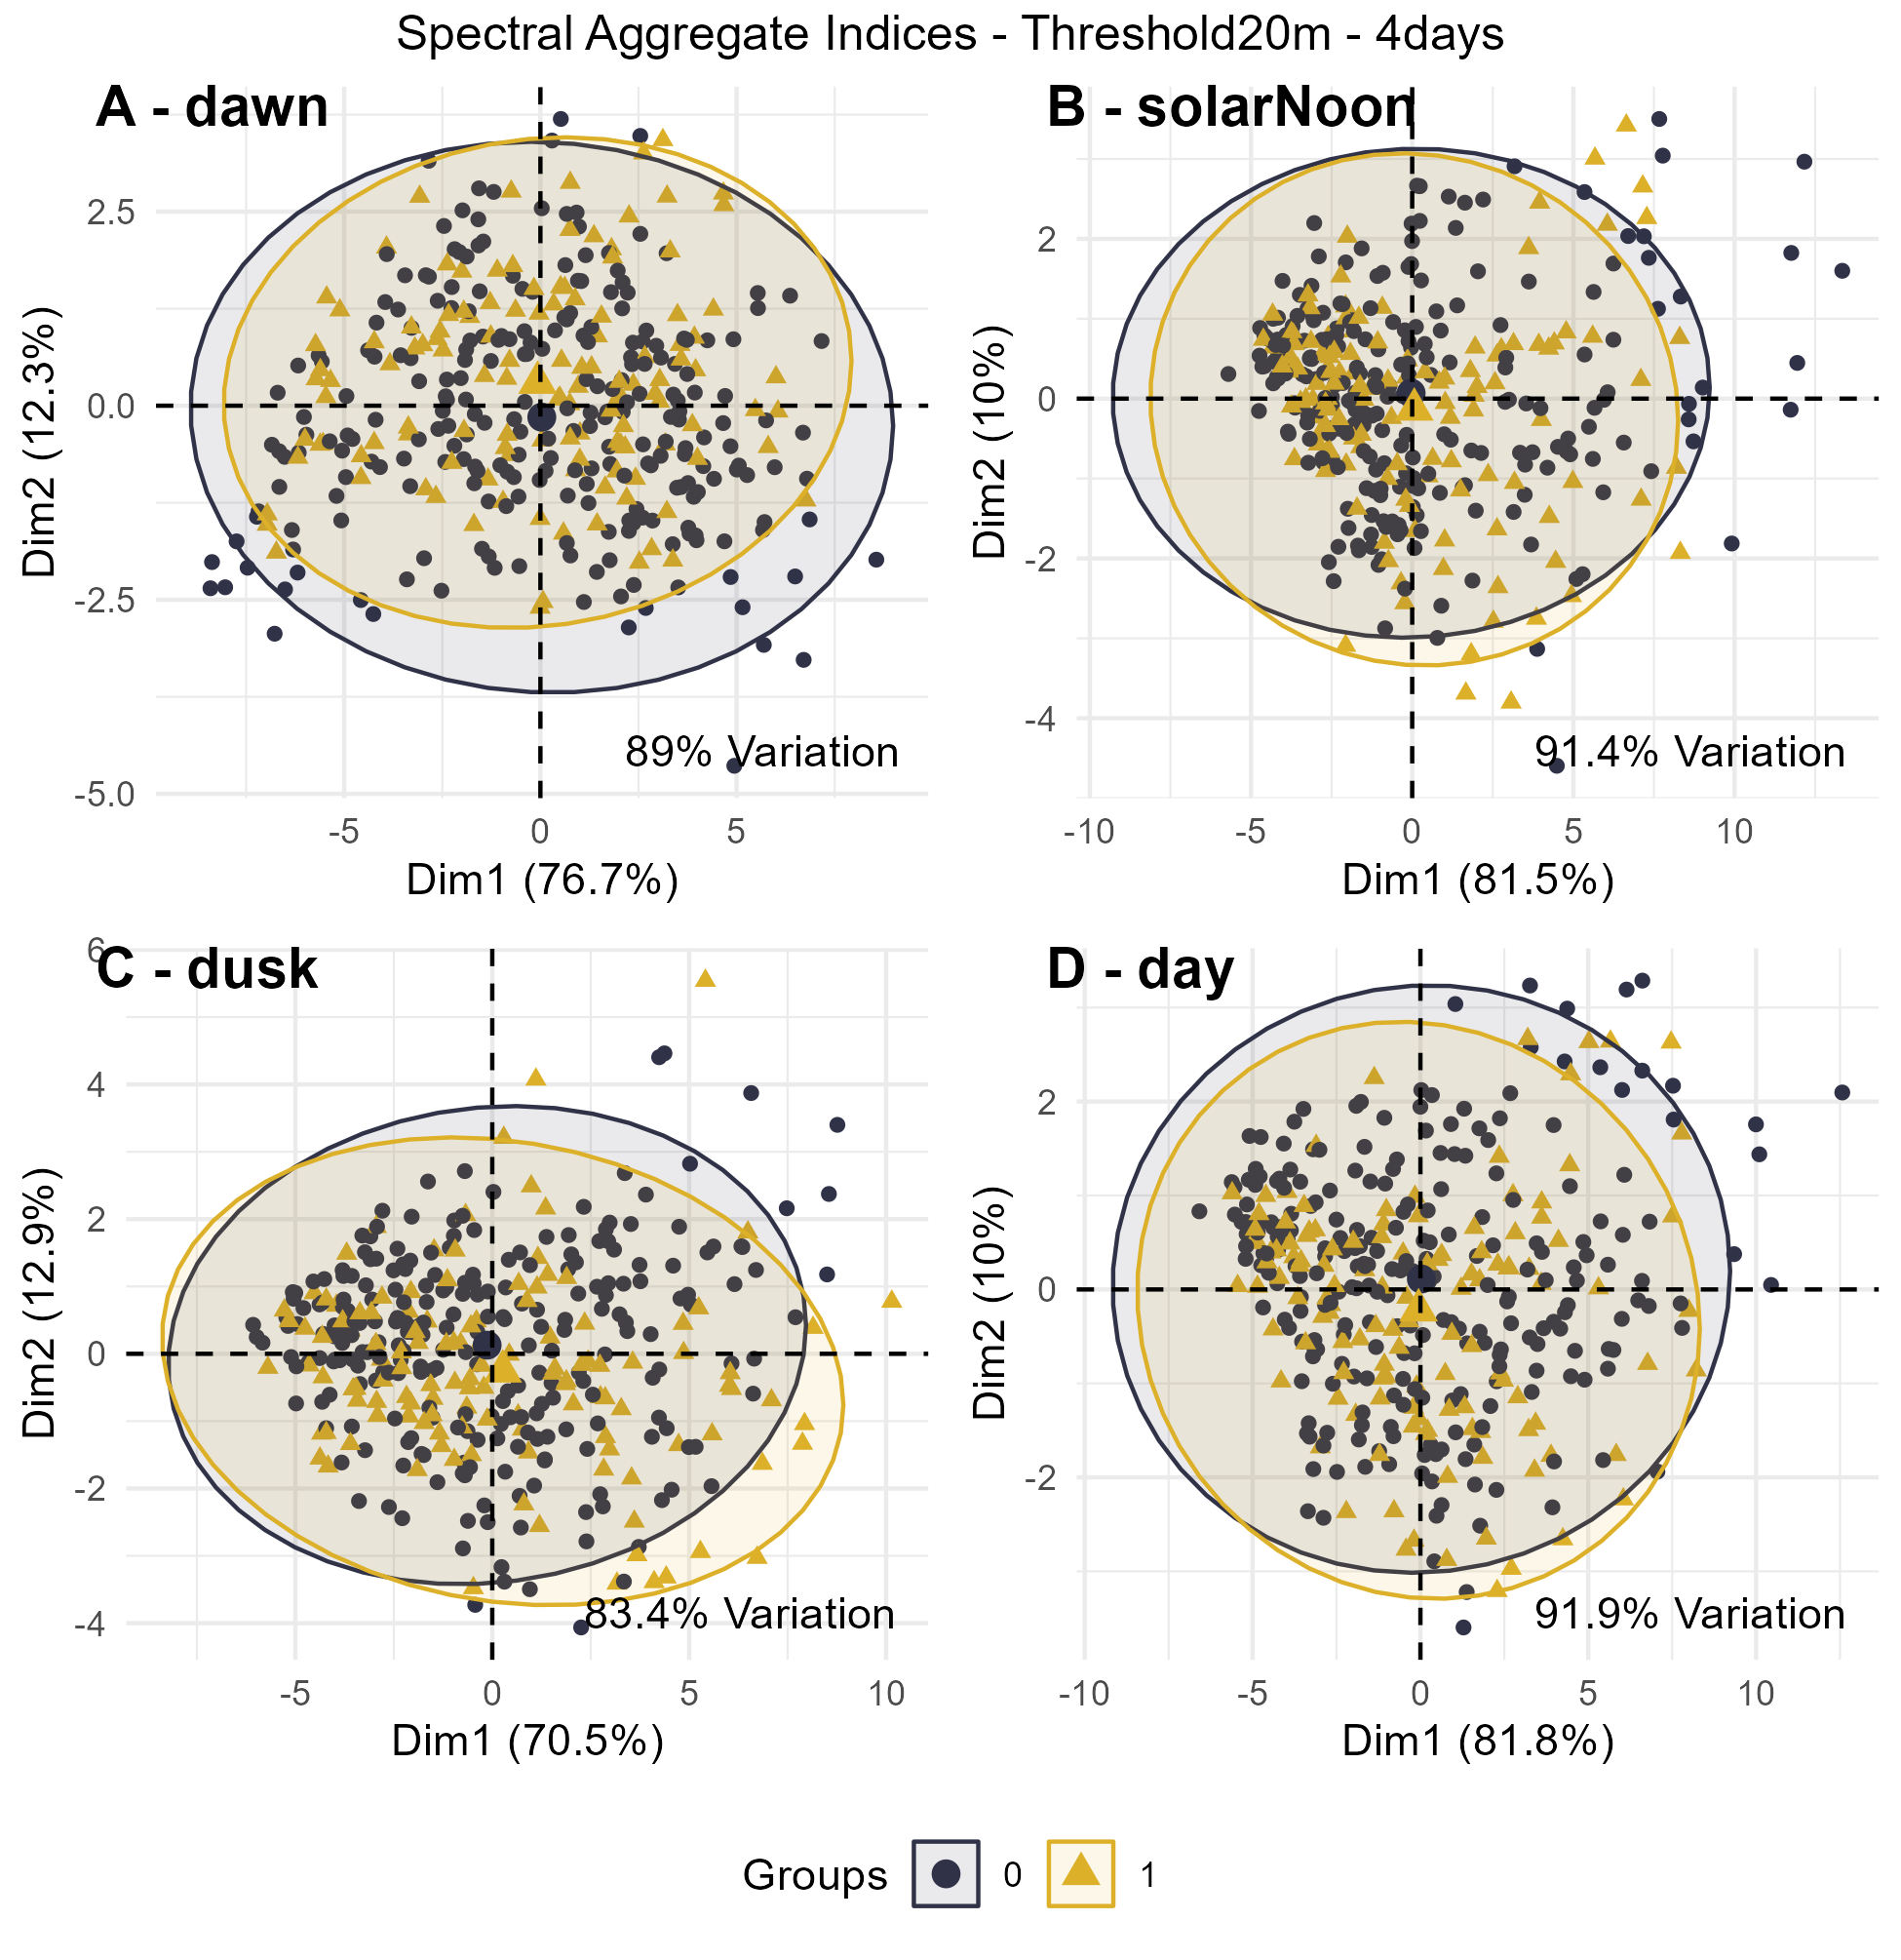 Spectral Aggregate Indices - Threshold20m - 4days
A - dawn
Dim2 (12.3%)
2.5
0.0
-2.5
-5.0
89% Variation
-5
0
5
Dim1 (76.7%)
B - solarNoon
Dim2 (10%)
2
0
-2
-4
91.4% Variation
-10
-5
0
5
10
Dim1 (81.5%)
C - dusk
Dim2 (12.9%)
6
4
2
0
-2
-4
83.4% Variation
-5
0
5
10
Dim1 (70.5%)
D - day
Dim2 (10%)
2
0
-2
91.9% Variation
-10
-5
0
5
10
Dim1 (81.8%)
Groups 0 1